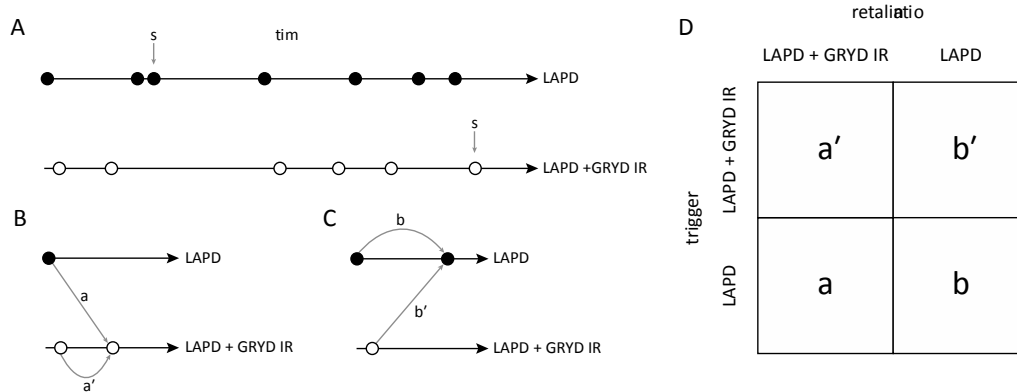 A
s
tim
LAPD
s
LAPD +GRYD IR
B
LAPD
a
a′
LAPD + GRYD IR
C
b
LAPD
b′
LAPD + GRYD IR
D
LAPD + GRYD IR
LAPD
trigger
LAPD + GRYD IR
LAPD
a′
b′
a
b